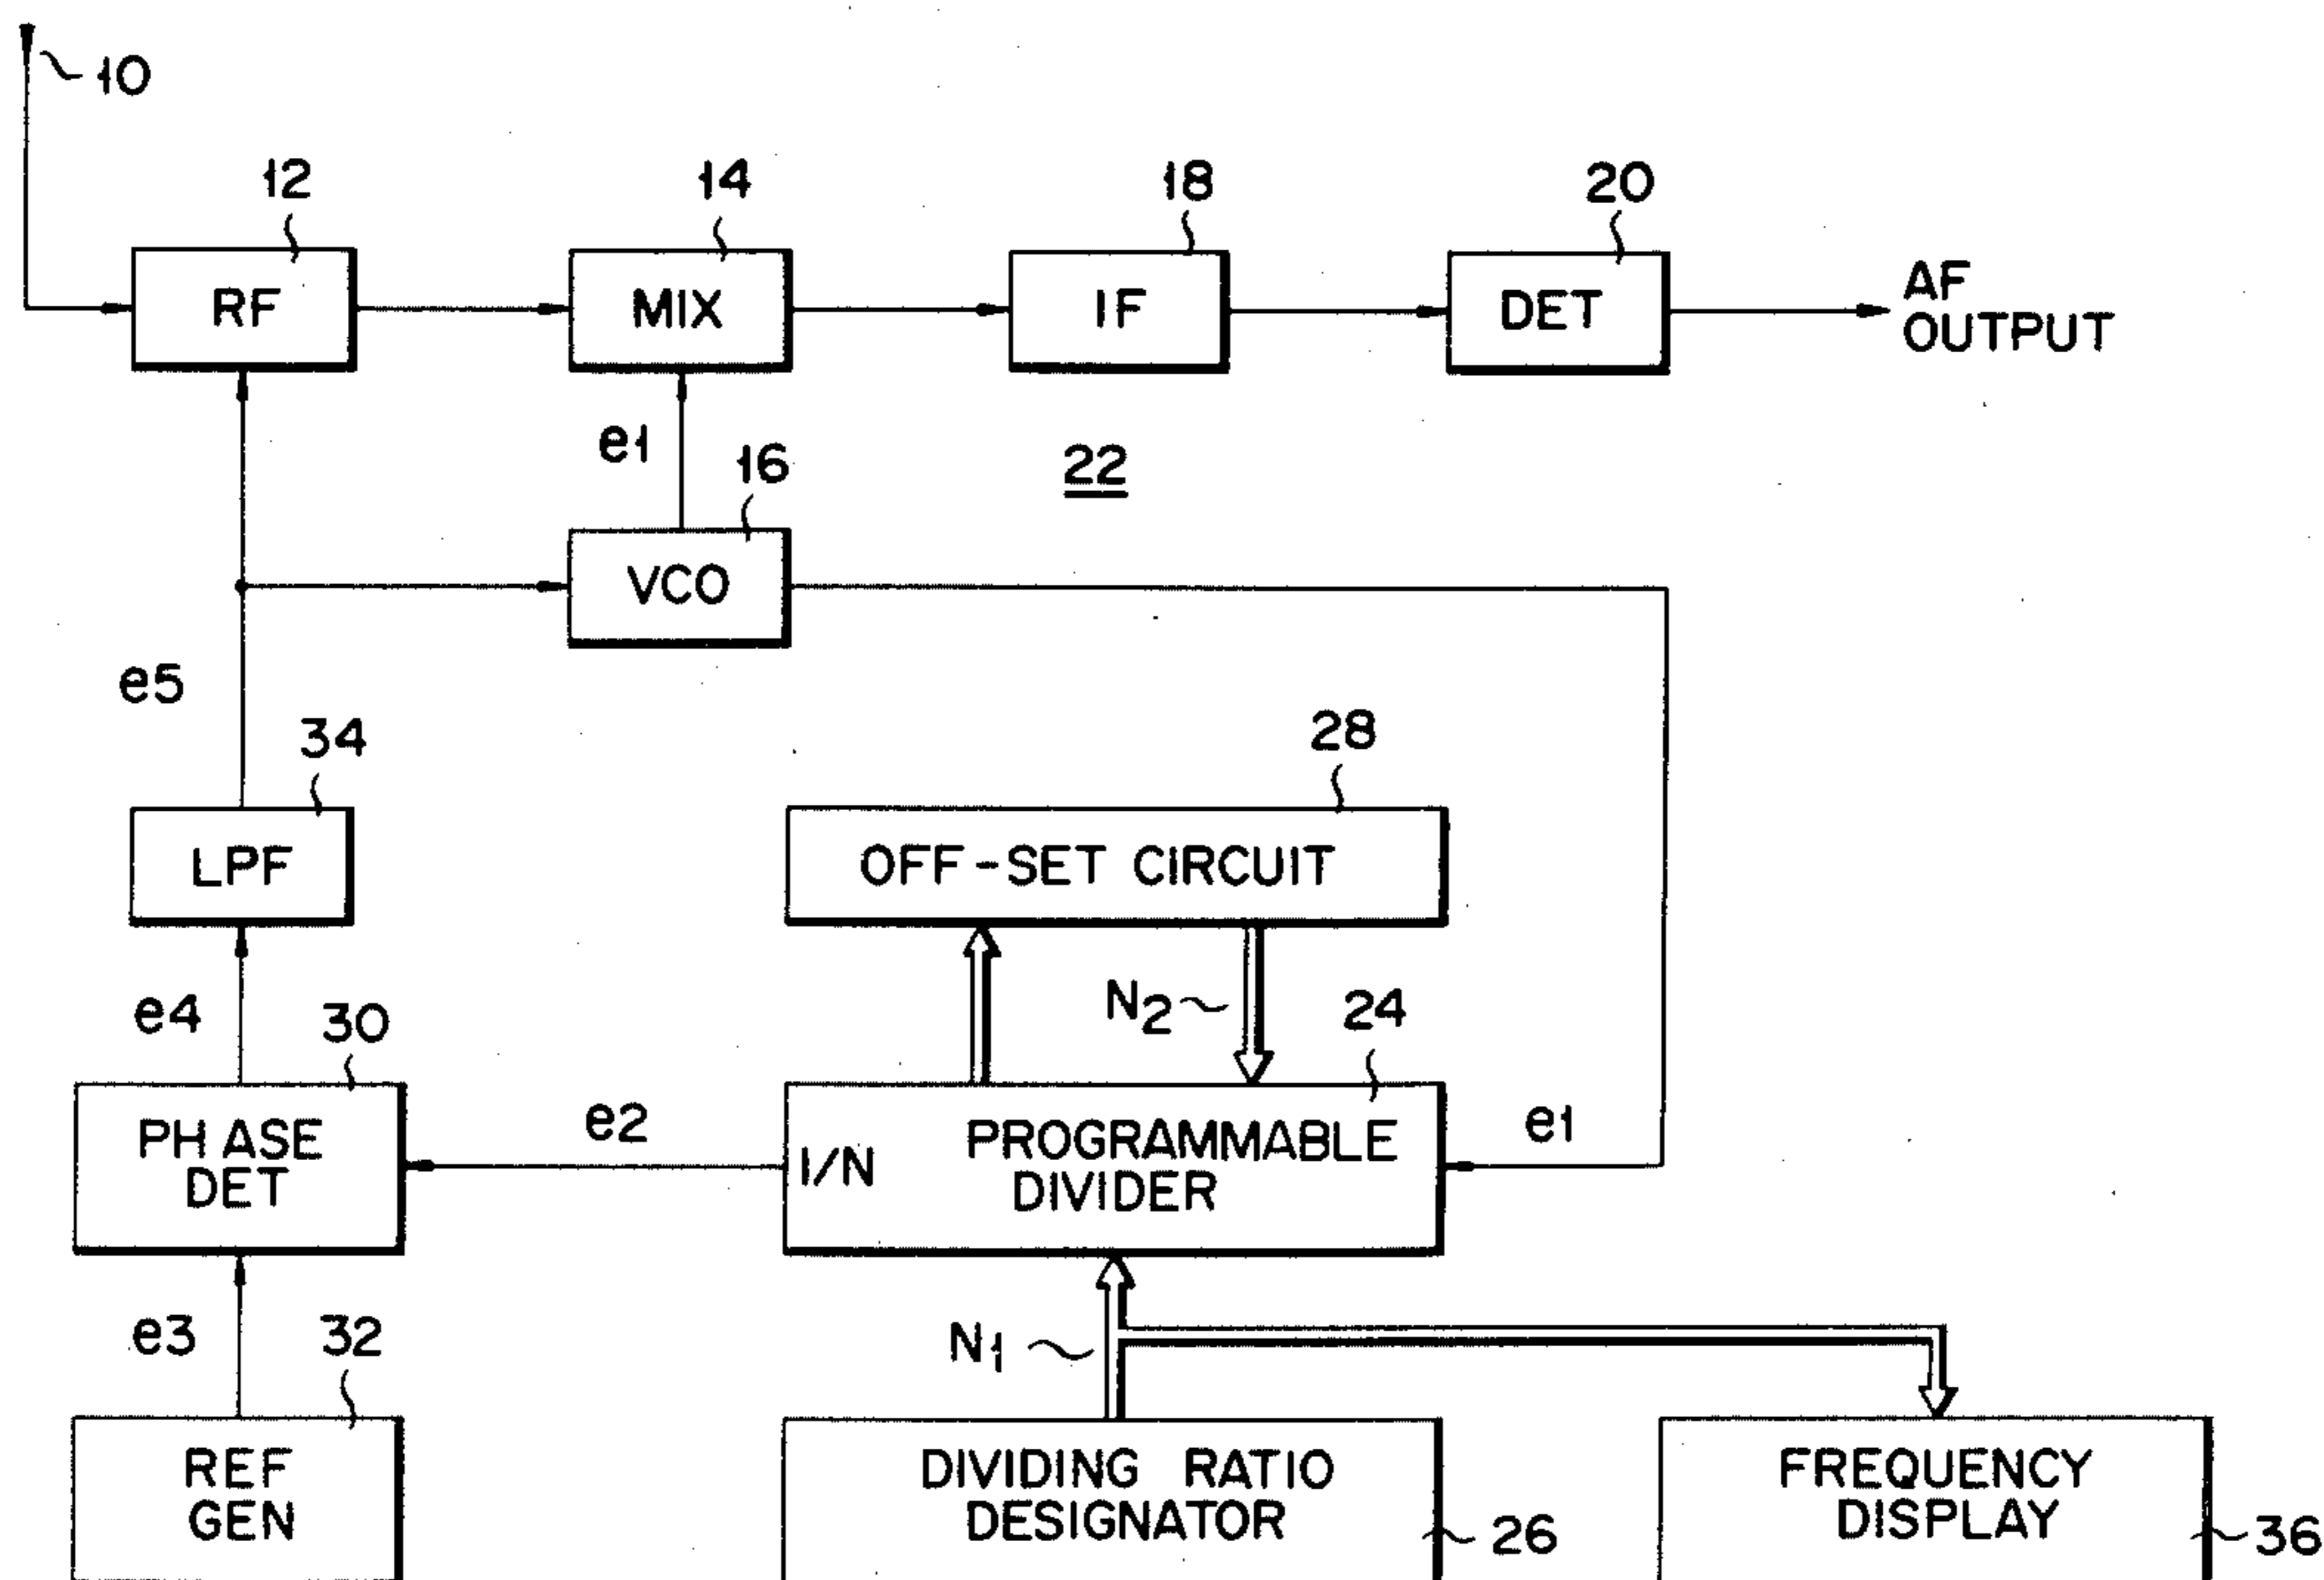 10
12
14
18
20
RF
MIX
IF
DET
AF
OUTPUT
e1
16
22
VCO
e5
34
28
LPF
OFF-SET CIRCUIT
e4
30
N2
24
PHASE
DET
e2
1/N
PROGRAMMABLE
DIVIDER
e1
e3
32
N1
REF
GEN
DIVIDING RATIO
DESIGNATOR
26
FREQUENCY
DISPLAY
36